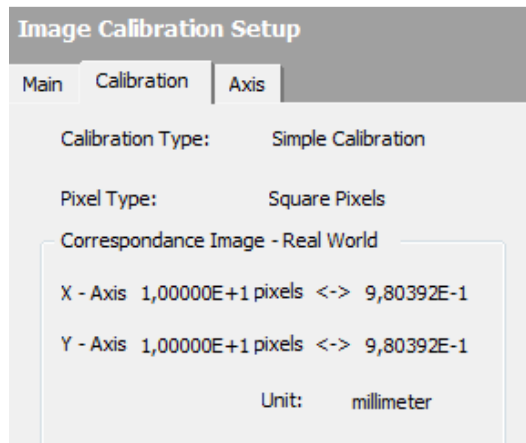 Image Calibration Setup
Main Calibration Axis
Calibration Type: Simple Calibration
Pixel Type: Square Pixels
Correspondance Image - Real World
X - Axis 1,00000E+1 pixels <-> 9,80392E-1
Y - Axis 1,00000E+1 pixels <-> 9,80392E-1
Unit: millimeter